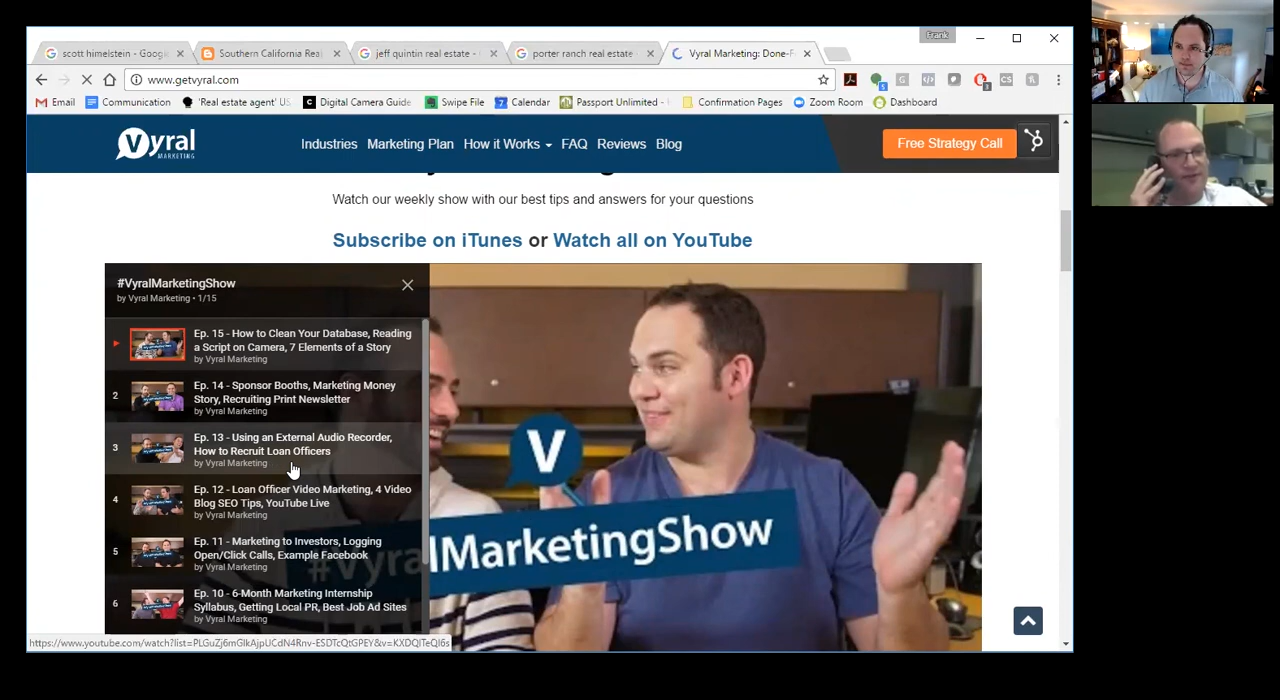 Frank
scott himelstein - Google
Southern California Rea
jeff quintin real estate -
porter ranch real estate
Vyral Marketing: Done-F
www.getvyral.com
Email
Communication
'Real estate agent' US
Digital Camera Guide
Swipe File
Calendar
Passport Unlimited -
Confirmation Pages
Zoom Room
Dashboard
Vyral
MARKETING
Industries
Marketing Plan
How it Works
FAQ
Reviews
Blog
Free Strategy Call
Watch our weekly show with our best tips and answers for your questions
Subscribe on iTunes or Watch all on YouTube
#VyralMarketingShow
by Vyral Marketing • 1/15
Ep. 15 - How to Clean Your Database, Reading
a Script on Camera, 7 Elements of a Story
by Vyral Marketing
2
Ep. 14 - Sponsor Booths, Marketing Money
Story, Recruiting Print Newsletter
by Vyral Marketing
3
Ep. 13 - Using an External Audio Recorder,
How to Recruit Loan Officers
by Vyral Marketing
4
Ep. 12 - Loan Officer Video Marketing, 4 Video
Blog SEO Tips, YouTube Live
by Vyral Marketing
5
Ep. 11 - Marketing to Investors, Logging
Open/Click Calls, Example Facebook
by Vyral Marketing
6
Ep. 10 - 6-Month Marketing Internship
Syllabus, Getting Local PR, Best Job Ad Sites
by Vyral Marketing
V
#VyralMarketingShow